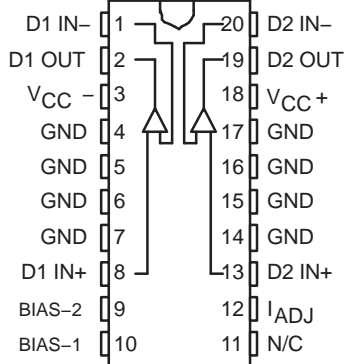 D1 IN− 1 20 D2 IN−
D1 OUT 2 19 D2 OUT
VCC − 3 18 VCC+
GND 4 17 GND
GND 5 16 GND
GND 6 15 GND
GND 7 14 GND
D1 IN+ 8 13 D2 IN+
BIAS−2 9 12 IADJ
BIAS−1 10 11 N/C